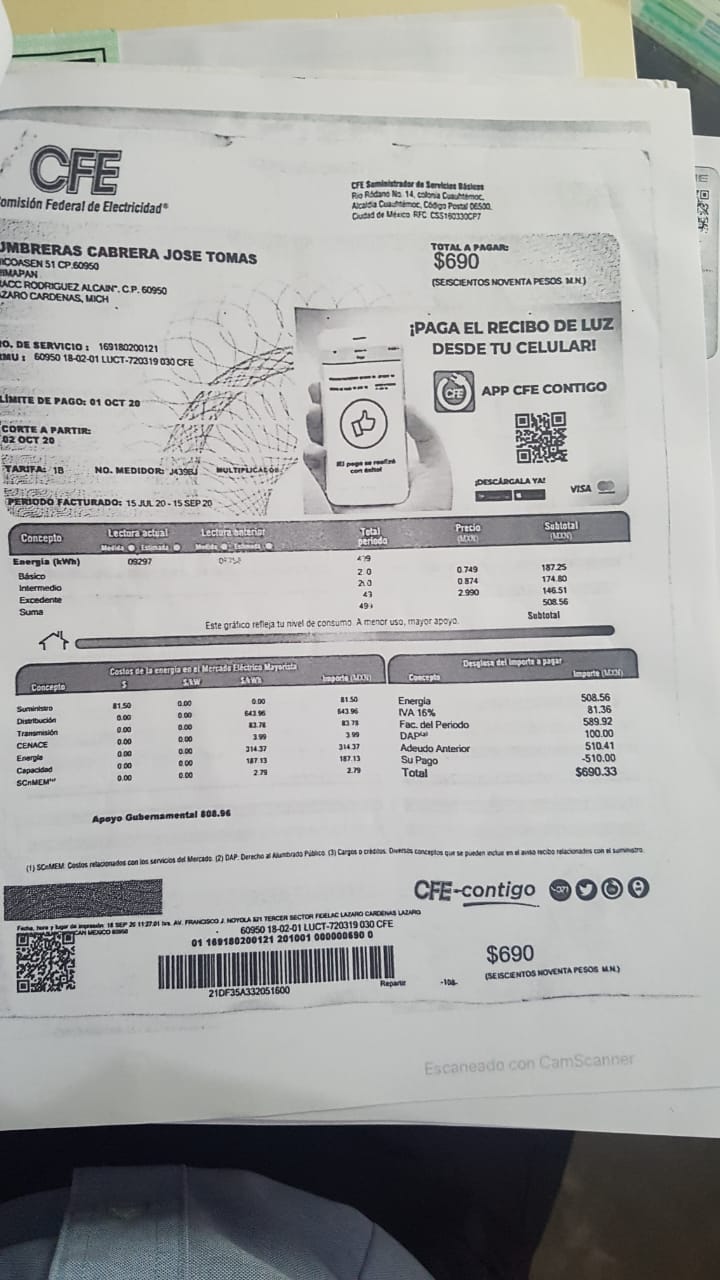 CFE
omisión Federal de Electricidad®
CFE Suministrador de Servicios Básicos
Rio Ródano No. 14, colonia Cuauhtémoc,
Alcaldía Cuauhtémoc, Código Postal 06500,
Ciudad de México. RFC CSS160330CP7
UMBRERAS CABRERA JOSE TOMAS
ICOASEN 51 CP.60950
IMAPAN
ACC RODRIGUEZ ALCAIN*. C.P. 60950
ZARO CARDENAS, MICH
TOTAL A PAGAR:
$690
(SEISCIENTOS NOVENTA PESOS M.N.)
O. DE SERVICIO : 169180200121
RMU : 60950 18-02-01 LUCT-720319 030 CFE
LÍMITE DE PAGO: 01 OCT 20
CORTE A PARTIR:
02 OCT 20
TARIFA: 1B NO. MEDIDOR: MULTIPLICADOR:
PERIODO FACTURADO: 15 JUL 20 - 15 SEP 20
¡PAGA EL RECIBO DE LUZ
DESDE TU CELULAR!
CFE
APP CFE CONTIGO
¡El pago se realizó
con éxito!
¡DESCÁRGALA YA!
VISA
Concepto Lectura actual Lectura anterior Total periodo Precio (MXN) Subtotal (MXN)
Medida Estimada Medida Estimada
Energía (kWh) 09297
Básico 0.749 187.25
Intermedio 0.874 174.80
Excedente 2.990 146.51
Suma 508.56
Subtotal
Este gráfico refleja tu nivel de consumo. A menor uso, mayor apoyo.
Costos de la energía en el Mercado Eléctrico Mayorista
Concepto $ $/kW $/kWh Importe (MXN)
Suministro 81.50 0.00 0.00 81.50
Distribución 0.00 0.00 643.96 643.96
Transmisión 0.00 0.00 83.78 83.78
CENACE 0.00 0.00 3.99 3.99
Energía 0.00 0.00 314.37 314.37
Capacidad 0.00 0.00 187.13 187.13
SCnMEM⁽¹⁾ 0.00 0.00 2.79 2.79
Desglose del importe a pagar
Concepto Importe (MXN)
Energía 508.56
IVA 16% 81.36
Fac. del Periodo 589.92
DAP⁽²⁾ 100.00
Adeudo Anterior 510.41
Su Pago -510.00
Total $690.33
Apoyo Gubernamental 808.96
(1) SCnMEM: Costos relacionados con los servicios del Mercado. (2) DAP: Derecho al Alumbrado Público. (3) Cargos o créditos. Diversos conceptos que se pueden incluir en el aviso recibo relacionados con el suministro.
CFE-contigo
Fecha, hora y lugar de impresión: 18 SEP 20 11:27:01 hrs. AV. FRANCISCO J. NOYOLA 521 TERCER SECTOR FIDELAC LAZARO CARDENAS LAZARO
60950 18-02-01 LUCT-720319 030 CFE
01 169180200121 201001 000000690 0
21DF35A332051600
Repartir
-108-
$690
(SEISCIENTOS NOVENTA PESOS M.N.)
Escaneado con CamScanner